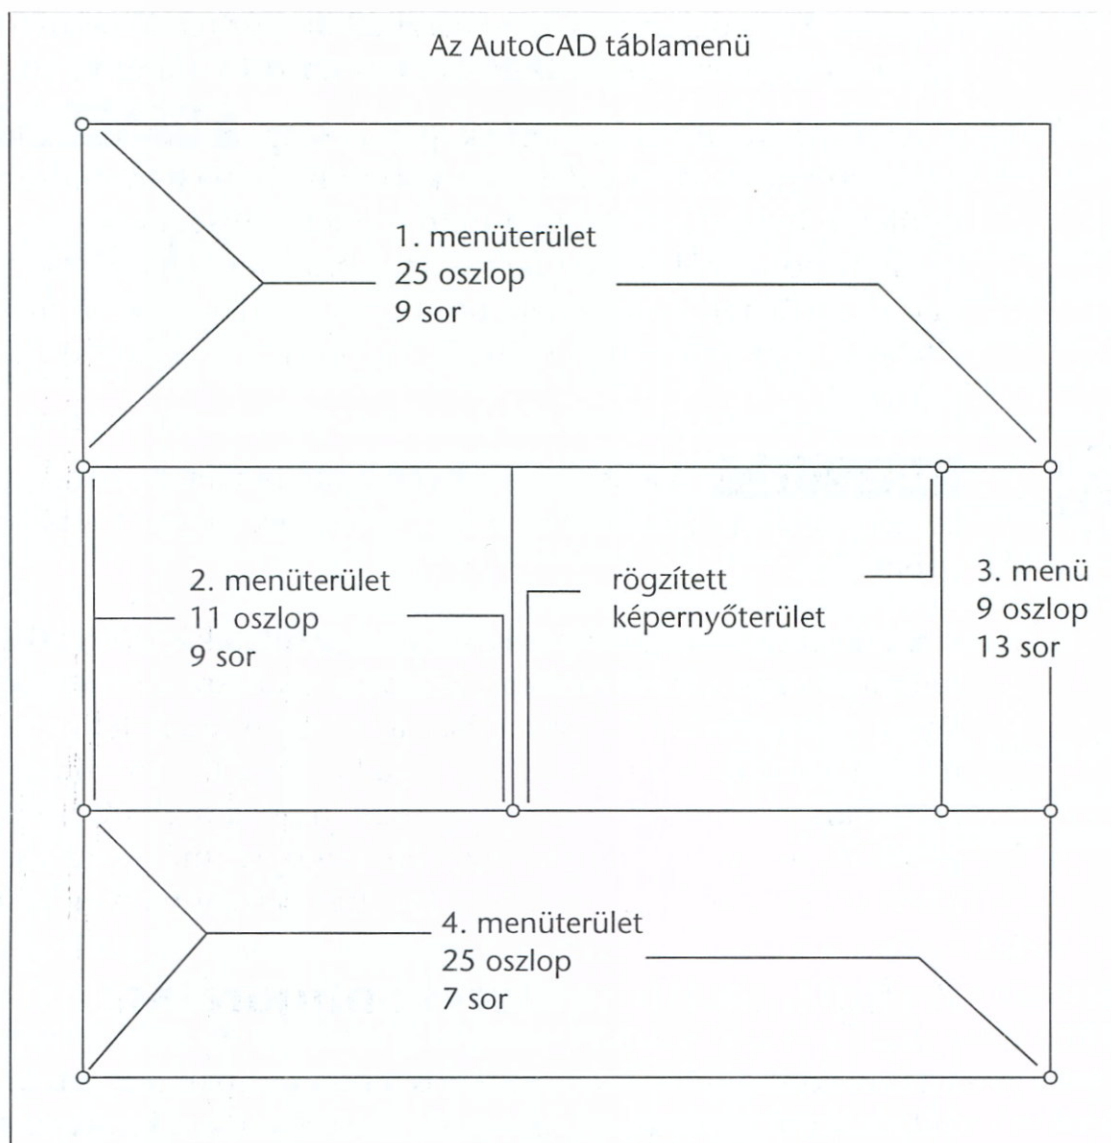 Az AutoCAD táblamenü
1. menüterület
25 oszlop
9 sor
2. menüterület
11 oszlop
9 sor
rögzített
képernyőterület
3. menü
9 oszlop
13 sor
4. menüterület
25 oszlop
7 sor